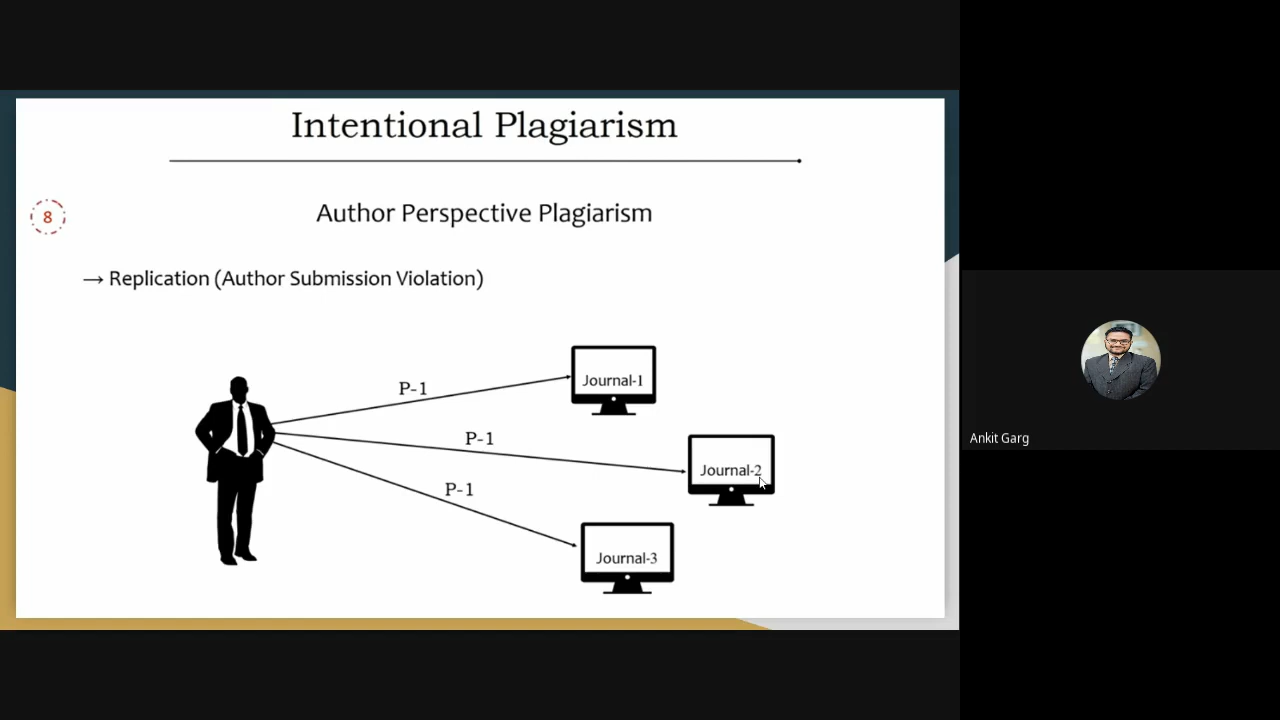 Intentional Plagiarism
8
Author Perspective Plagiarism
→ Replication (Author Submission Violation)
P-1
Journal-1
P-1
Journal-2
P-1
Journal-3
Ankit Garg